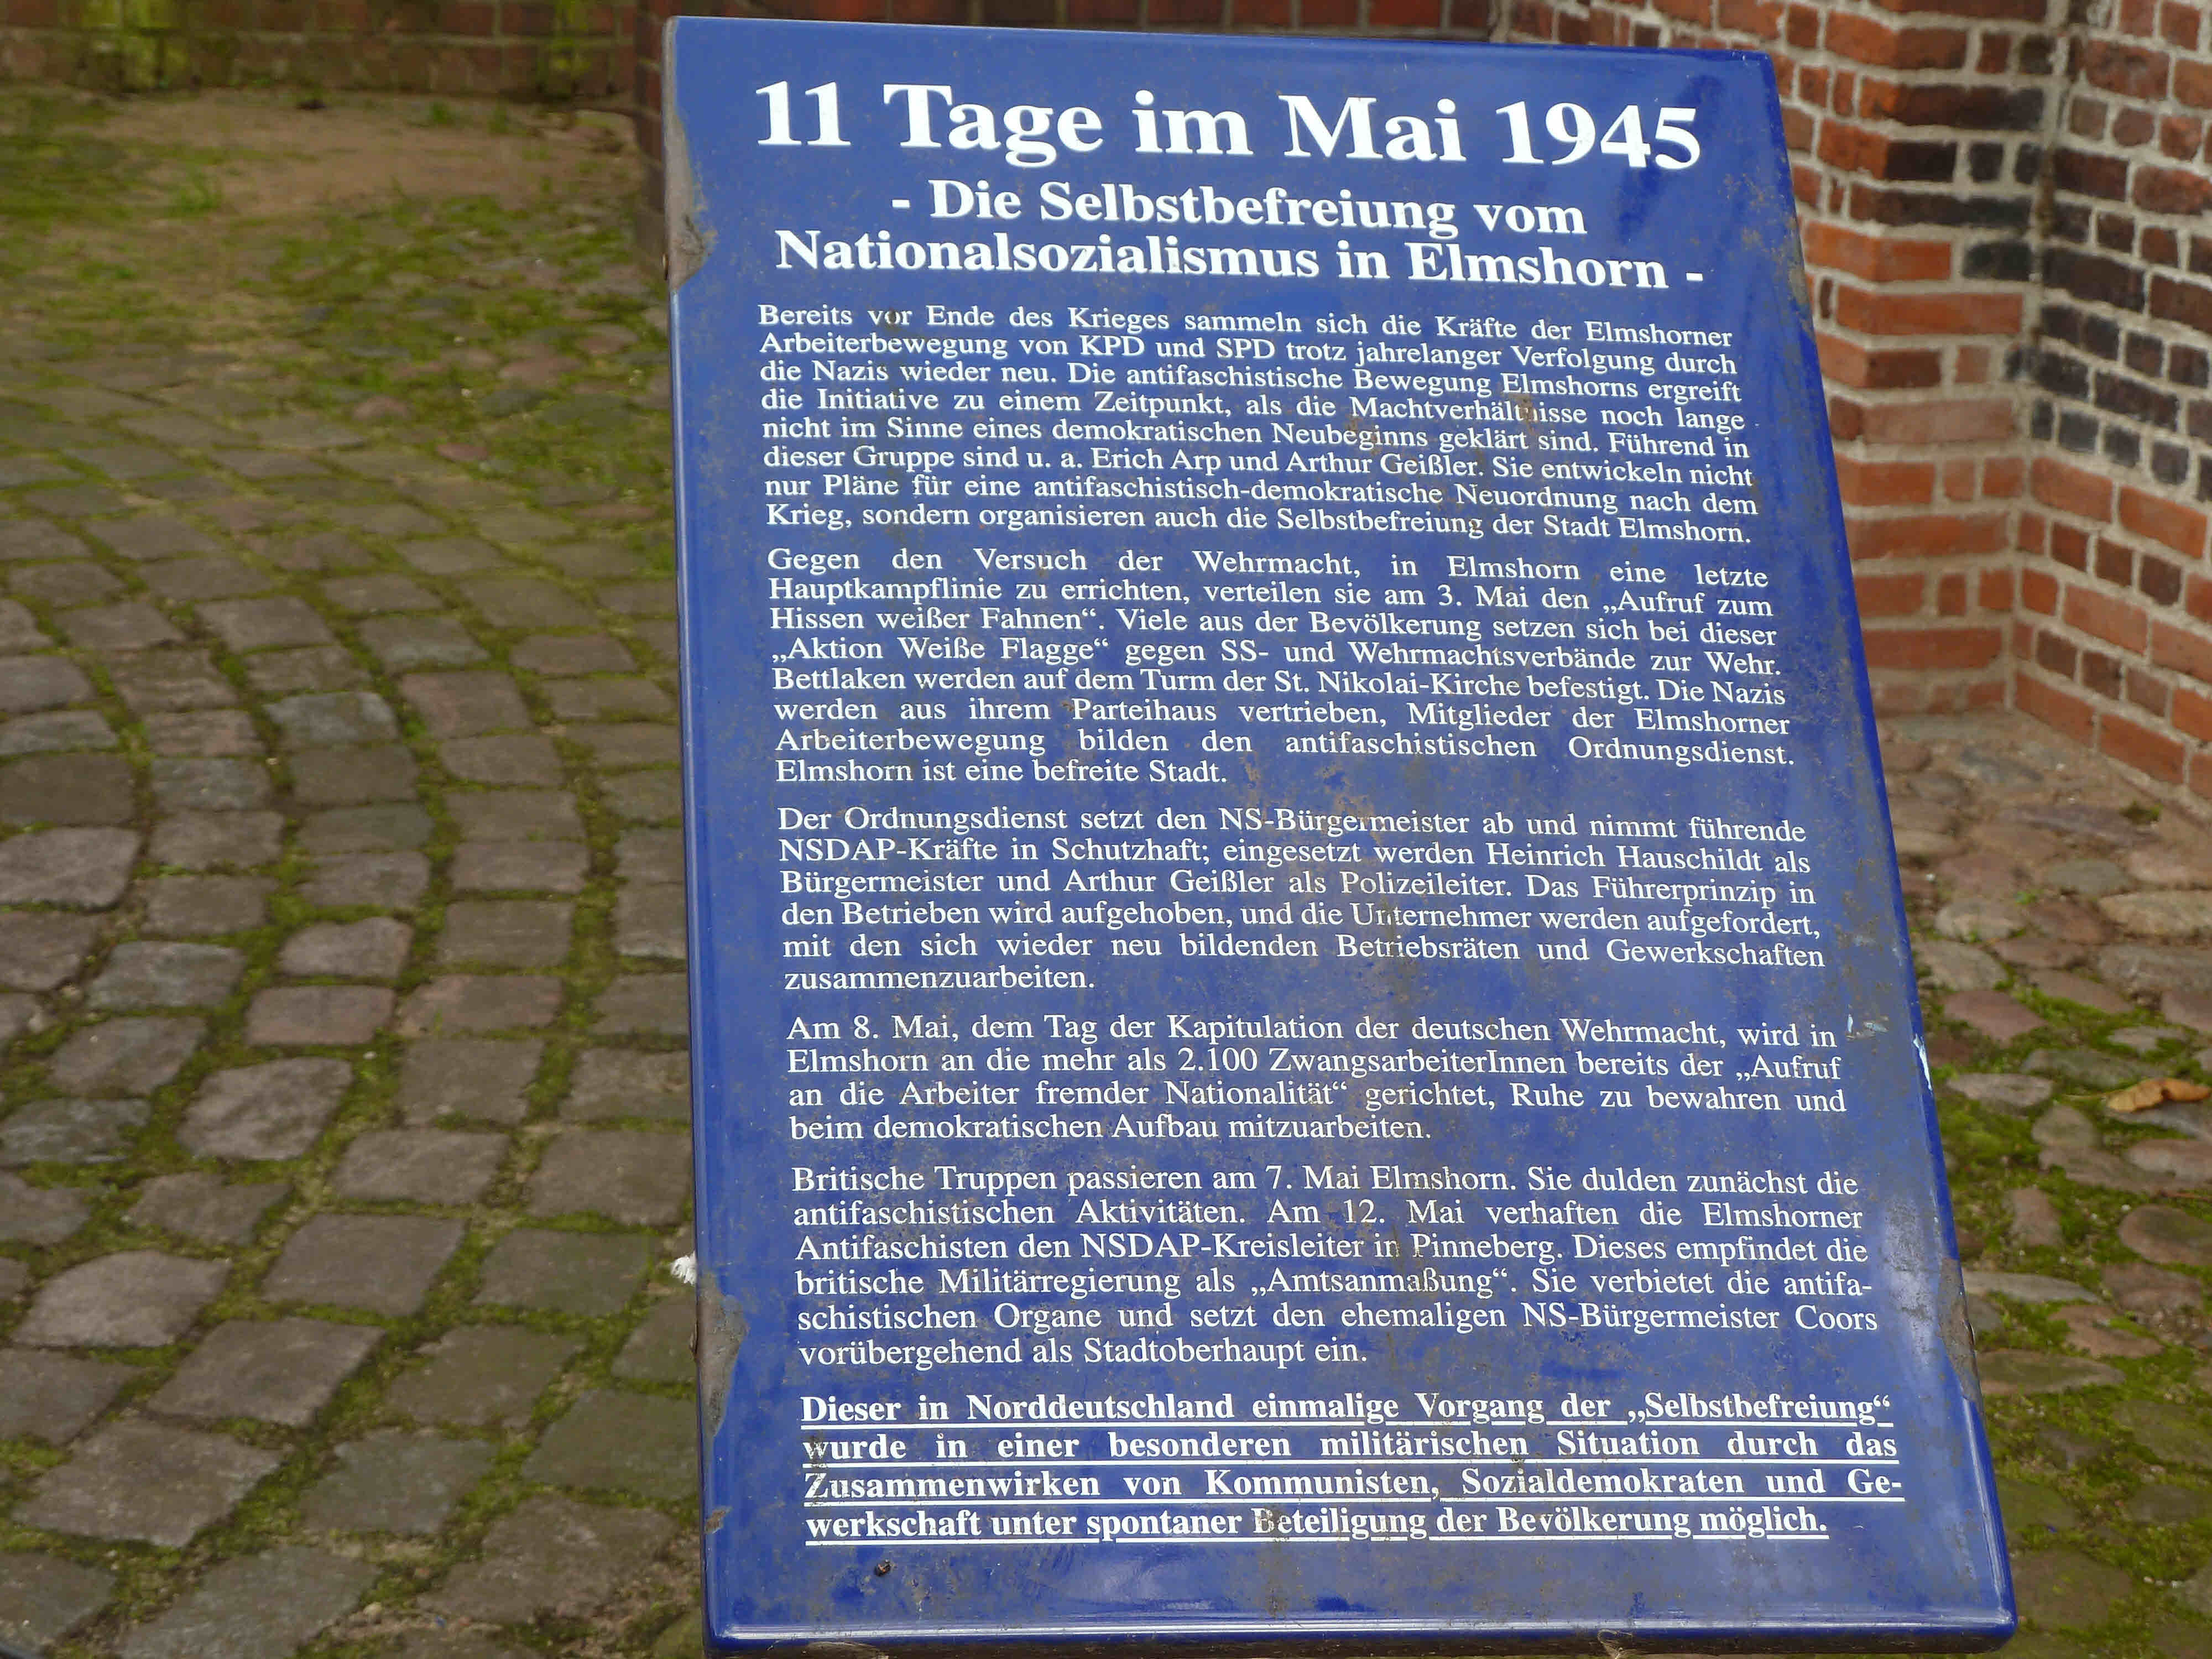 11 Tage im Mai 1945
- Die Selbstbefreiung vom
Nationalsozialismus in Elmshorn -
Bereits vor Ende des Krieges sammeln sich die Kräfte der Elmshorner
Arbeiterbewegung von KPD und SPD trotz jahrelanger Verfolgung durch
die Nazis wieder neu. Die antifaschistische Bewegung Elmshorns ergreift
die Initiative zu einem Zeitpunkt, als die Machtverhältnisse noch lange
nicht im Sinne eines demokratischen Neubeginns geklärt sind. Führend in
dieser Gruppe sind u. a. Erich Arp und Arthur Geißler. Sie entwickeln nicht
nur Pläne für eine antifaschistisch-demokratische Neuordnung nach dem
Krieg, sondern organisieren auch die Selbstbefreiung der Stadt Elmshorn.
Gegen den Versuch der Wehrmacht, in Elmshorn eine letzte
Hauptkampflinie zu errichten, verteilen sie am 3. Mai den „Aufruf zum
Hissen weißer Fahnen“. Viele aus der Bevölkerung setzen sich bei dieser
„Aktion Weiße Flagge“ gegen SS- und Wehrmachtsverbände zur Wehr.
Bettlaken werden auf dem Turm der St. Nikolai-Kirche befestigt. Die Nazis
werden aus ihrem Parteihaus vertrieben, Mitglieder der Elmshorner
Arbeiterbewegung bilden den antifaschistischen Ordnungsdienst.
Elmshorn ist eine befreite Stadt.
Der Ordnungsdienst setzt den NS-Bürgermeister ab und nimmt führende
NSDAP-Kräfte in Schutzhaft; eingesetzt werden Heinrich Hauschildt als
Bürgermeister und Arthur Geißler als Polizeileiter. Das Führerprinzip in
den Betrieben wird aufgehoben, und die Unternehmer werden aufgefordert,
mit den sich wieder neu bildenden Betriebsräten und Gewerkschaften
zusammenzuarbeiten.
Am 8. Mai, dem Tag der Kapitulation der deutschen Wehrmacht, wird in
Elmshorn an die mehr als 2.100 ZwangsarbeiterInnen bereits der „Aufruf
an die Arbeiter fremder Nationalität“ gerichtet, Ruhe zu bewahren und
beim demokratischen Aufbau mitzuarbeiten.
Britische Truppen passieren am 7. Mai Elmshorn. Sie dulden zunächst die
antifaschistischen Aktivitäten. Am 12. Mai verhaften die Elmshorner
Antifaschisten den NSDAP-Kreisleiter in Pinneberg. Dieses empfindet die
britische Militärregierung als „Amtsanmaßung“. Sie verbietet die antifa-
schistischen Organe und setzt den ehemaligen NS-Bürgermeister Coors
vorübergehend als Stadtoberhaupt ein.
Dieser in Norddeutschland einmalige Vorgang der „Selbstbefreiung“
wurde in einer besonderen militärischen Situation durch das
Zusammenwirken von Kommunisten, Sozialdemokraten und Ge-
werkschaft unter spontaner Beteiligung der Bevölkerung möglich.